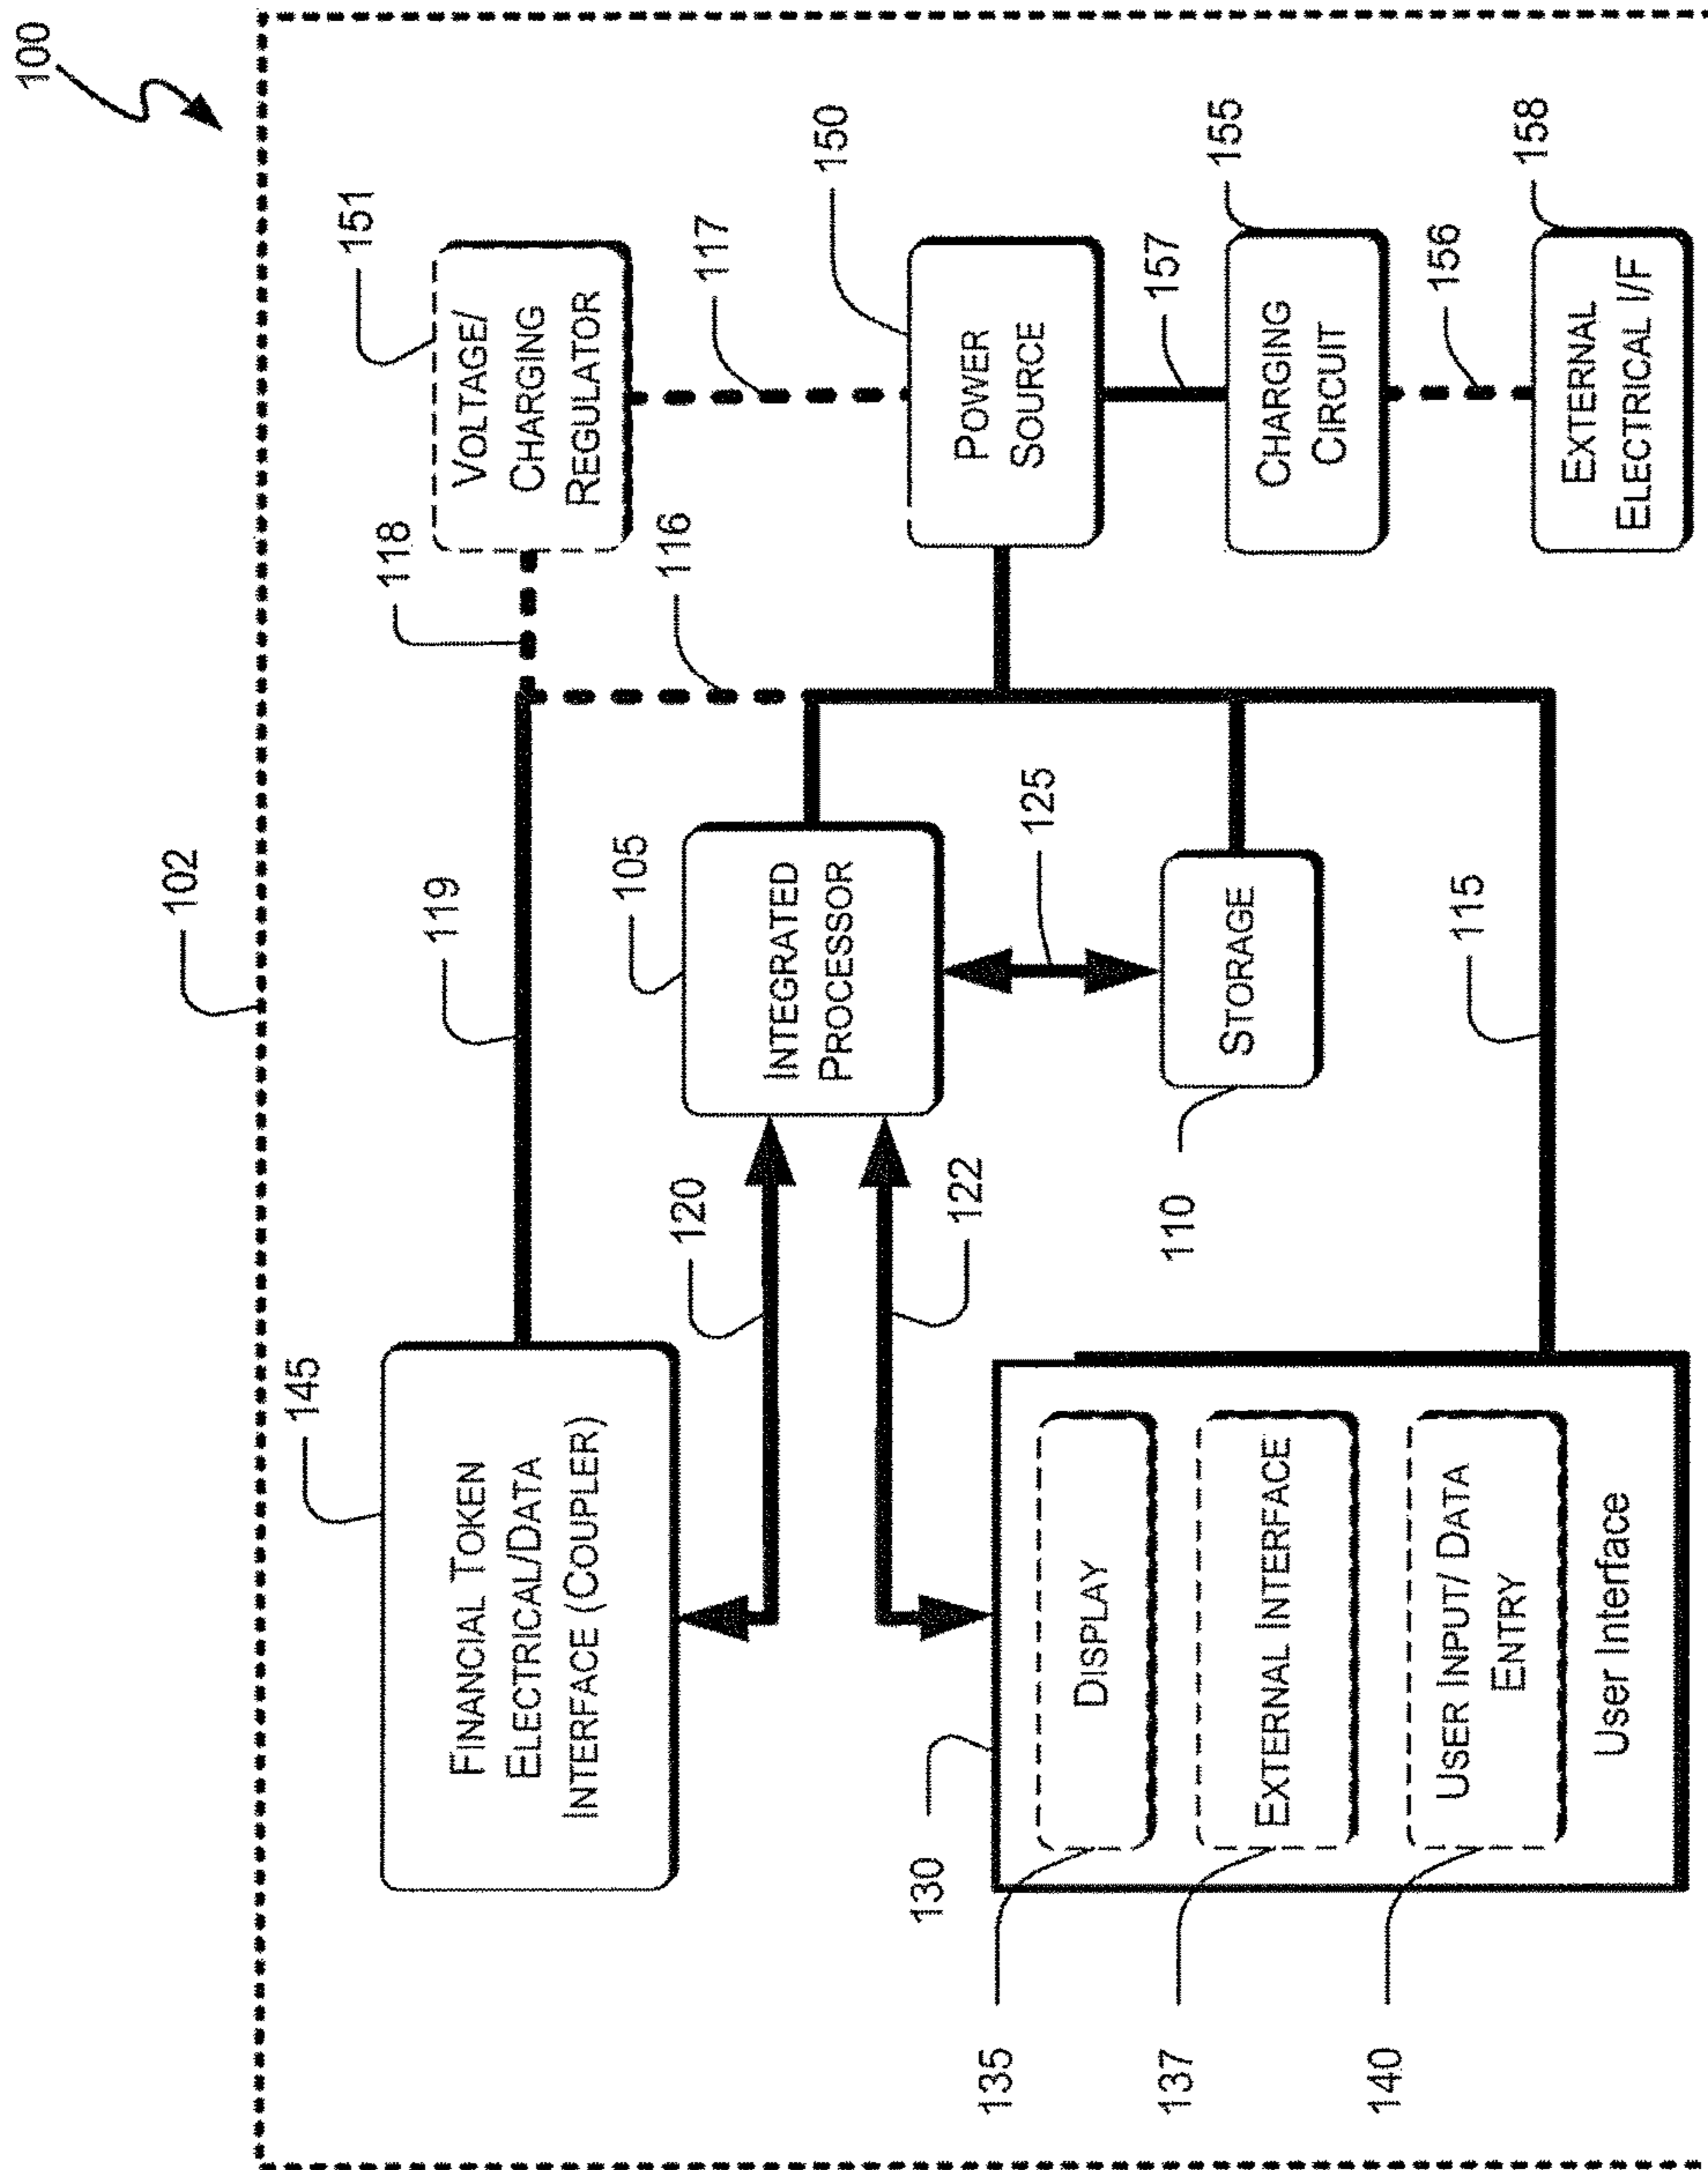 100
102
145
FINANCIAL TOKEN
ELECTRICAL/DATA
INTERFACE (COUPLER)
119
118
151
VOLTAGE/
CHARGING
REGULATOR
117
116
120
105
INTEGRATED
PROCESSOR
150
POWER
SOURCE
122
125
157
155
CHARGING
CIRCUIT
110
STORAGE
156
158
EXTERNAL
ELECTRICAL I/F
115
130
135
DISPLAY
137
EXTERNAL INTERFACE
140
USER INPUT/ DATA
ENTRY
User Interface